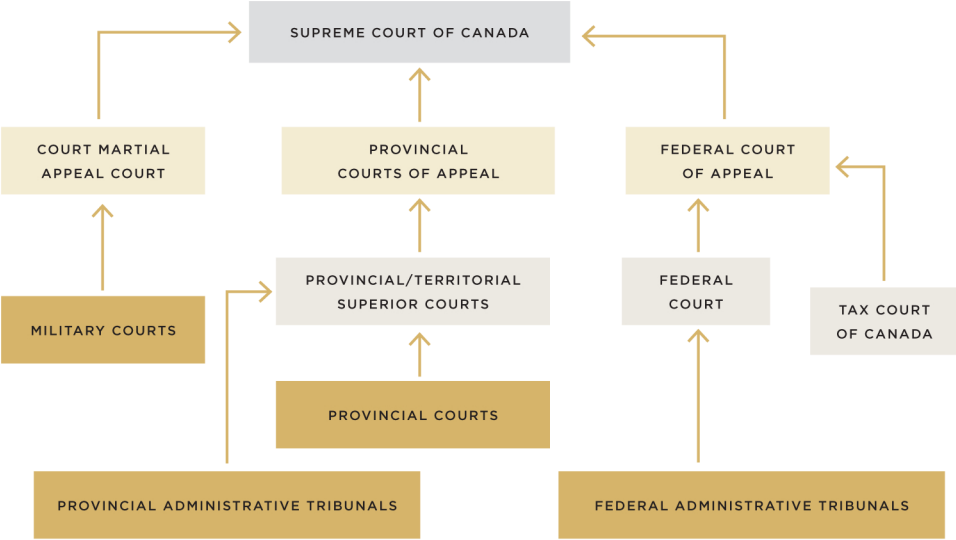 SUPREME COURT OF CANADA
COURT MARTIAL
APPEAL COURT
PROVINCIAL
COURTS OF APPEAL
FEDERAL COURT
OF APPEAL
PROVINCIAL/TERRITORIAL
SUPERIOR COURTS
FEDERAL
COURT
TAX COURT
OF CANADA
MILITARY COURTS
PROVINCIAL COURTS
PROVINCIAL ADMINISTRATIVE TRIBUNALS
FEDERAL ADMINISTRATIVE TRIBUNALS